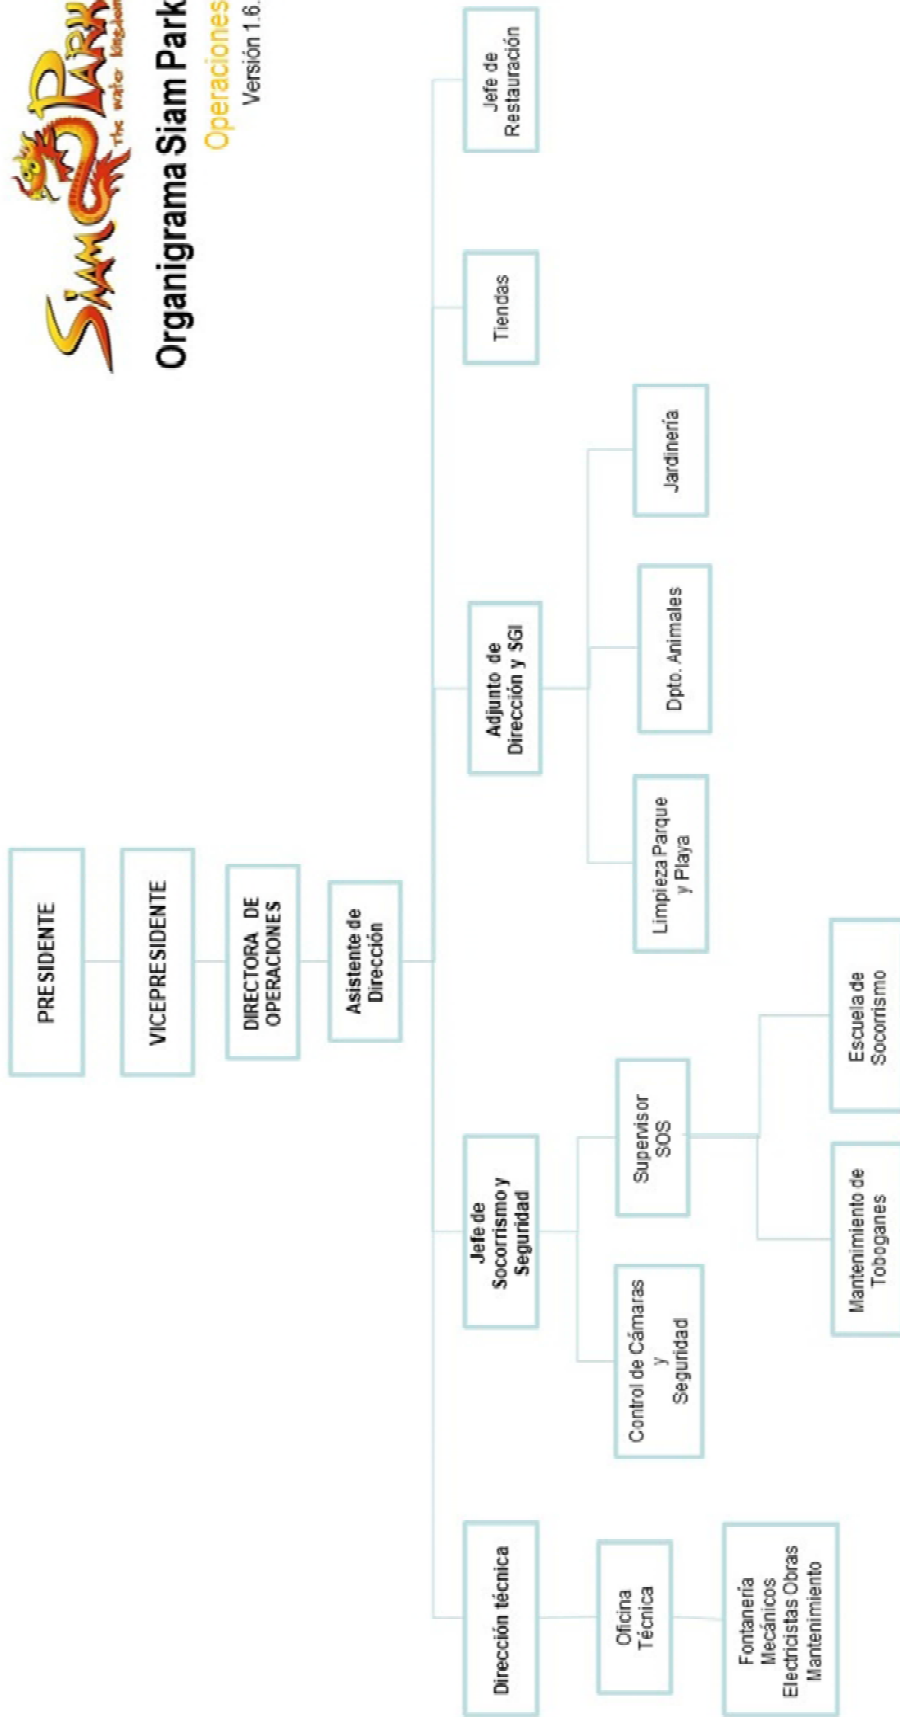 SIAM PARK
The water kingdom
Organigrama Siam Park
Operaciones
Versión 1.6.
PRESIDENTE
VICEPRESIDENTE
DIRECTORA DE
OPERACIONES
Asistente de
Dirección
Dirección técnica
Jefe de
Socorrismo y
Seguridad
Adjunto de
Dirección y SGI
Tiendas
Jefe de
Restauración
Oficina
Técnica
Control de Cámaras
y
Seguridad
Supervisor
SOS
Limpieza Parque
y Playa
Dpto. Animales
Jardinería
Fontanería
Mecánicos
Electricistas Obras
Mantenimiento
Mantenimiento de
Toboganes
Escuela de
Socorrismo